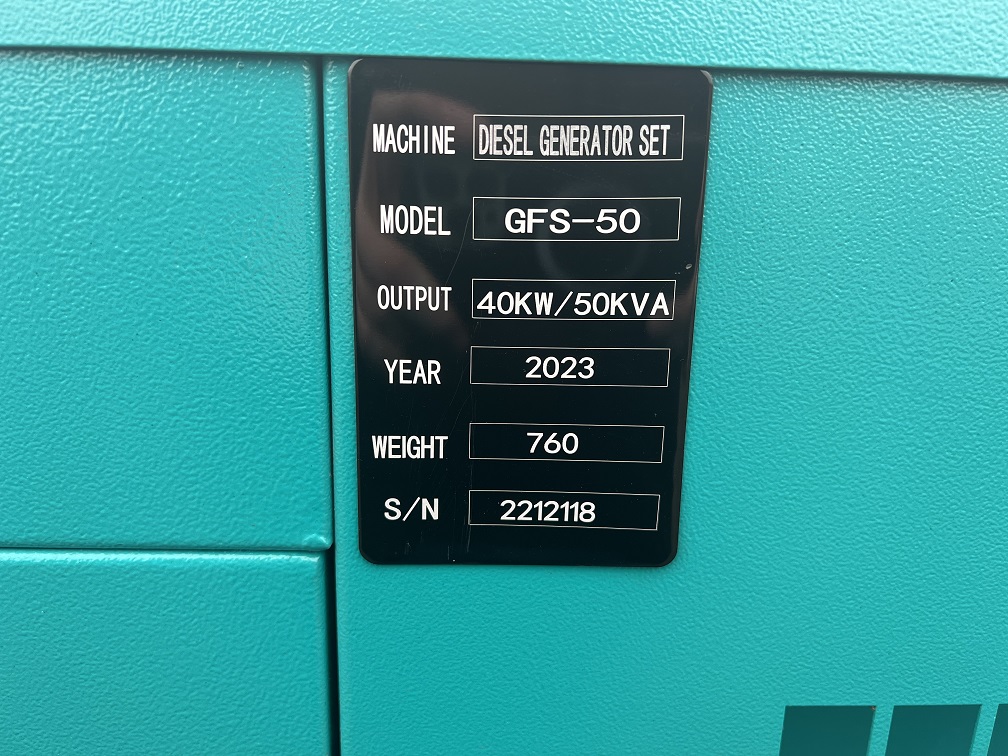 MACHINE DIESEL GENERATOR SET
MODEL GFS-50
OUTPUT 40KW/50KVA
YEAR 2023
WEIGHT 760
S/N 2212118